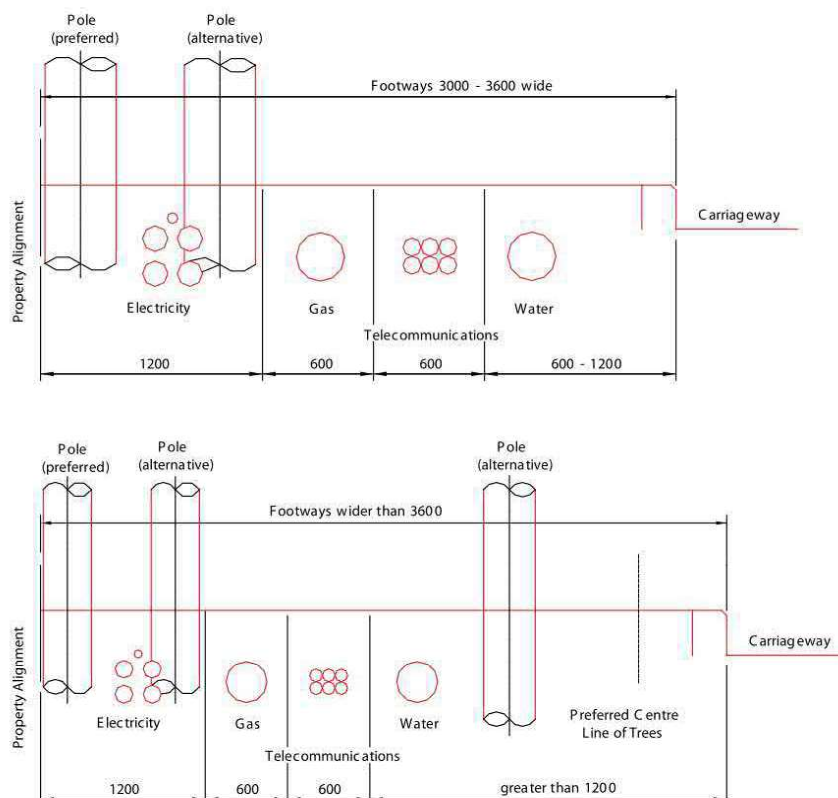 Pole
(preferred)
Pole
(alternative)
Footways 3000 - 3600 wide
Property Alignment
Carriageway
Electricity
Gas
Water
Telecommunications
1200
600
600
600 - 1200
Pole
(preferred)
Pole
(alternative)
Pole
(alternative)
Footways wider than 3600
Property Alignment
Carriageway
Electricity
Gas
Water
Preferred Centre
Line of Trees
Telecommunications
1200
600
600
greater than 1200